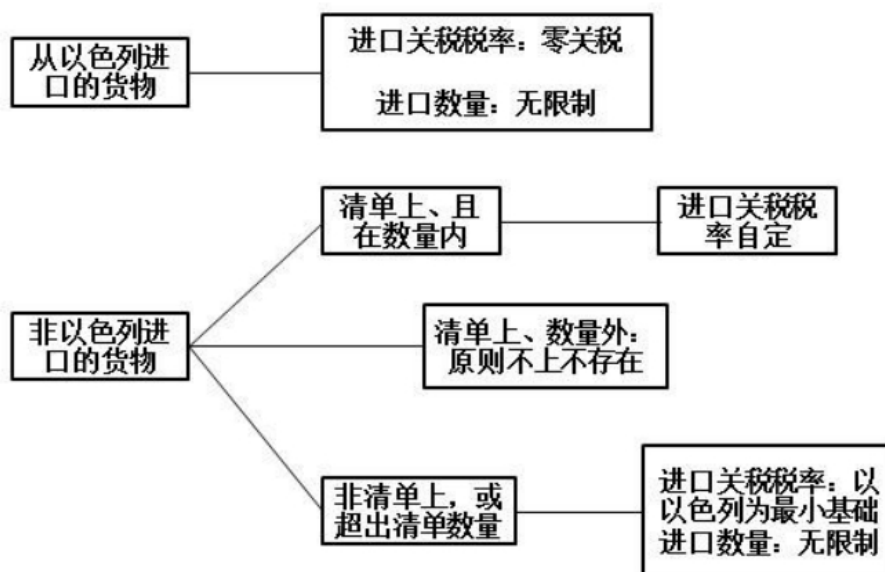 从以色列进
口的货物
进口关税税率：零关税
进口数量：无限制
清单上、且
在数量内
进口关税税
率自定
非以色列进
口的货物
清单上、数量外：
原则不上不存在
非清单上，或
超出清单数量
进口关税税率：以
以色列为最小基础
进口数量：无限制